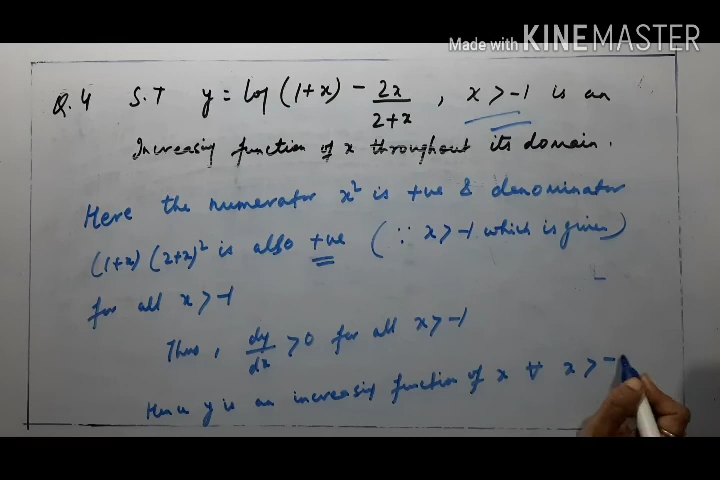 Made with KINEMASTER
Q.4 S.T y = log (1+x) - 2x/2+x , x > -1 is an
Increasing function of x throughout its domain.
Here the numerator x² is +ve & denominator
(1+x) (2+x)² is also +ve (∵ x > -1 which is given)
for all x > -1
Thus, dy/dx > 0 for all x > -1
Hence y is an increasing function of x ∀ x > -